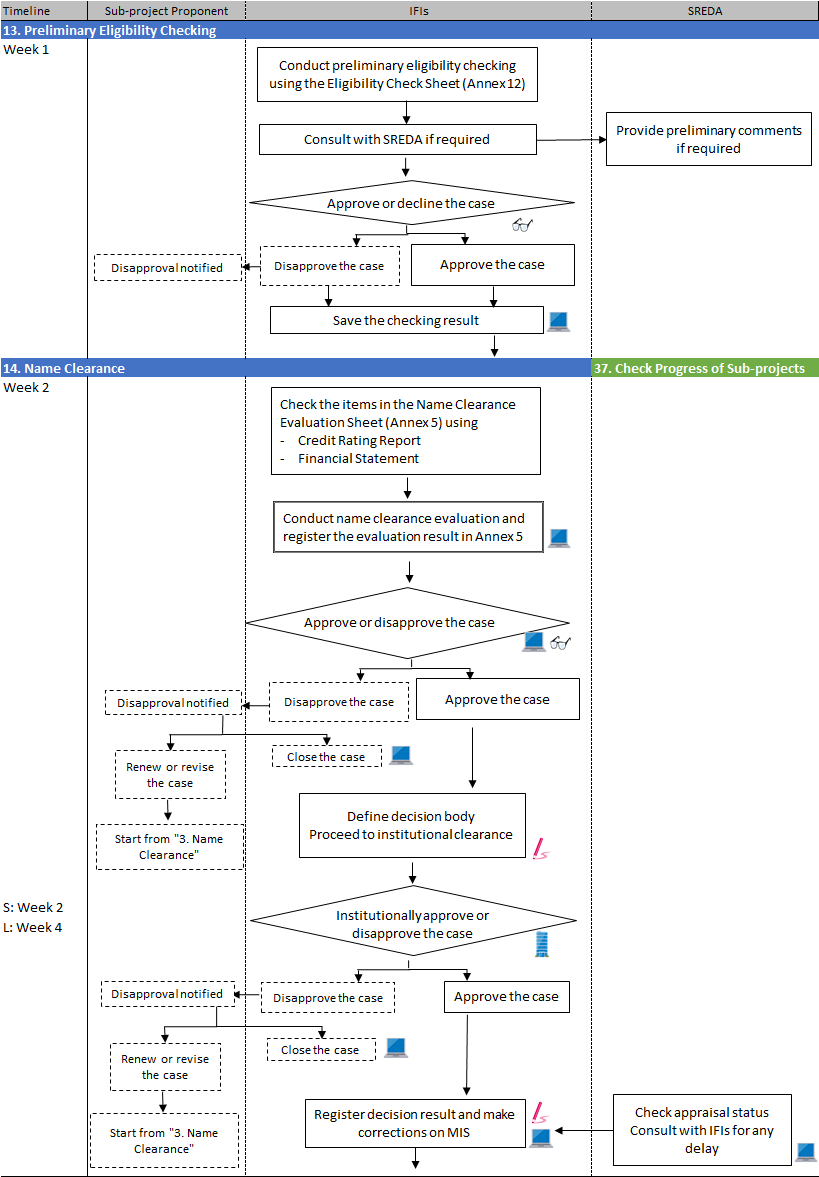 Timeline
Sub-project Proponent
IFIs
SREDA
13. Preliminary Eligibility Checking
Week 1
Conduct preliminary eligibility checking
using the Eligibility Check Sheet (Annex 12)
Consult with SREDA if required
Provide preliminary comments
if required
Approve or decline the case
Disapproval notified
Disapprove the case
Approve the case
Save the checking result
14. Name Clearance
37. Check Progress of Sub-projects
Week 2
Check the items in the Name Clearance
Evaluation Sheet (Annex 5) using
- Credit Rating Report
- Financial Statement
Conduct name clearance evaluation and
register the evaluation result in Annex 5
Approve or disapprove the case
Disapproval notified
Disapprove the case
Approve the case
Renew or revise
the case
Close the case
Start from "3. Name
Clearance"
Define decision body
Proceed to institutional clearance
S: Week 2
L: Week 4
Institutionally approve or
disapprove the case
Disapproval notified
Disapprove the case
Approve the case
Renew or revise
the case
Close the case
Start from "3. Name
Clearance"
Register decision result and make
corrections on MIS
Check appraisal status
Consult with IFIs for any
delay